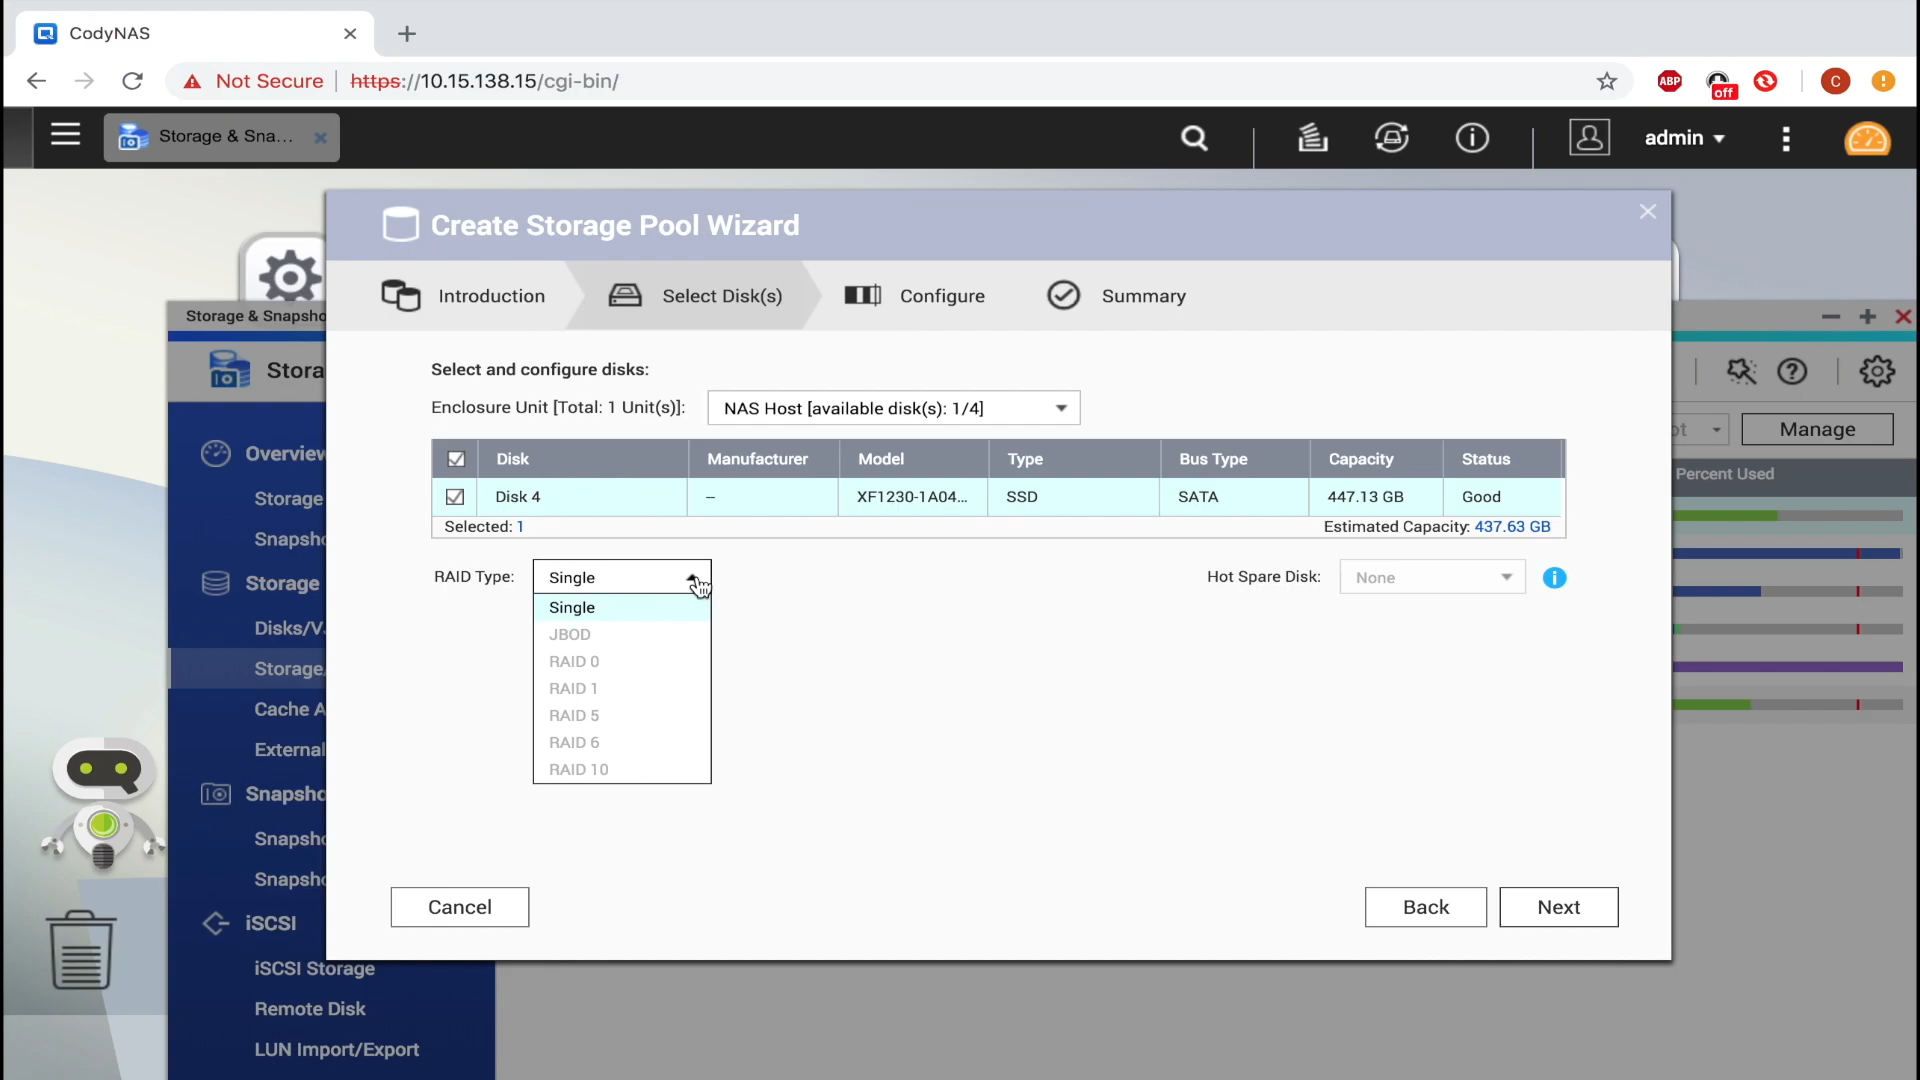 CodyNAS
Not Secure
https://10.15.138.15/cgi-bin/
ABP
off
C
Storage & Sna...
admin
Create Storage Pool Wizard
Introduction
Select Disk(s)
Configure
Summary
Storage & Snapsho
Stora
Overview
Storage
Snapsho
Storage
Disks/V
Storage/
Cache A
External
Snapsho
Snapsho
Snapsho
iSCSI
iSCSI Storage
Remote Disk
LUN Import/Export
Manage
Percent Used
Select and configure disks:
Enclosure Unit [Total: 1 Unit(s)]:
NAS Host [available disk(s): 1/4]
Disk
Manufacturer
Model
Type
Bus Type
Capacity
Status
Disk 4
--
XF1230-1A04...
SSD
SATA
447.13 GB
Good
Selected: 1
Estimated Capacity: 437.63 GB
RAID Type:
Single
Hot Spare Disk:
None
Single
JBOD
RAID 0
RAID 1
RAID 5
RAID 6
RAID 10
Cancel
Back
Next